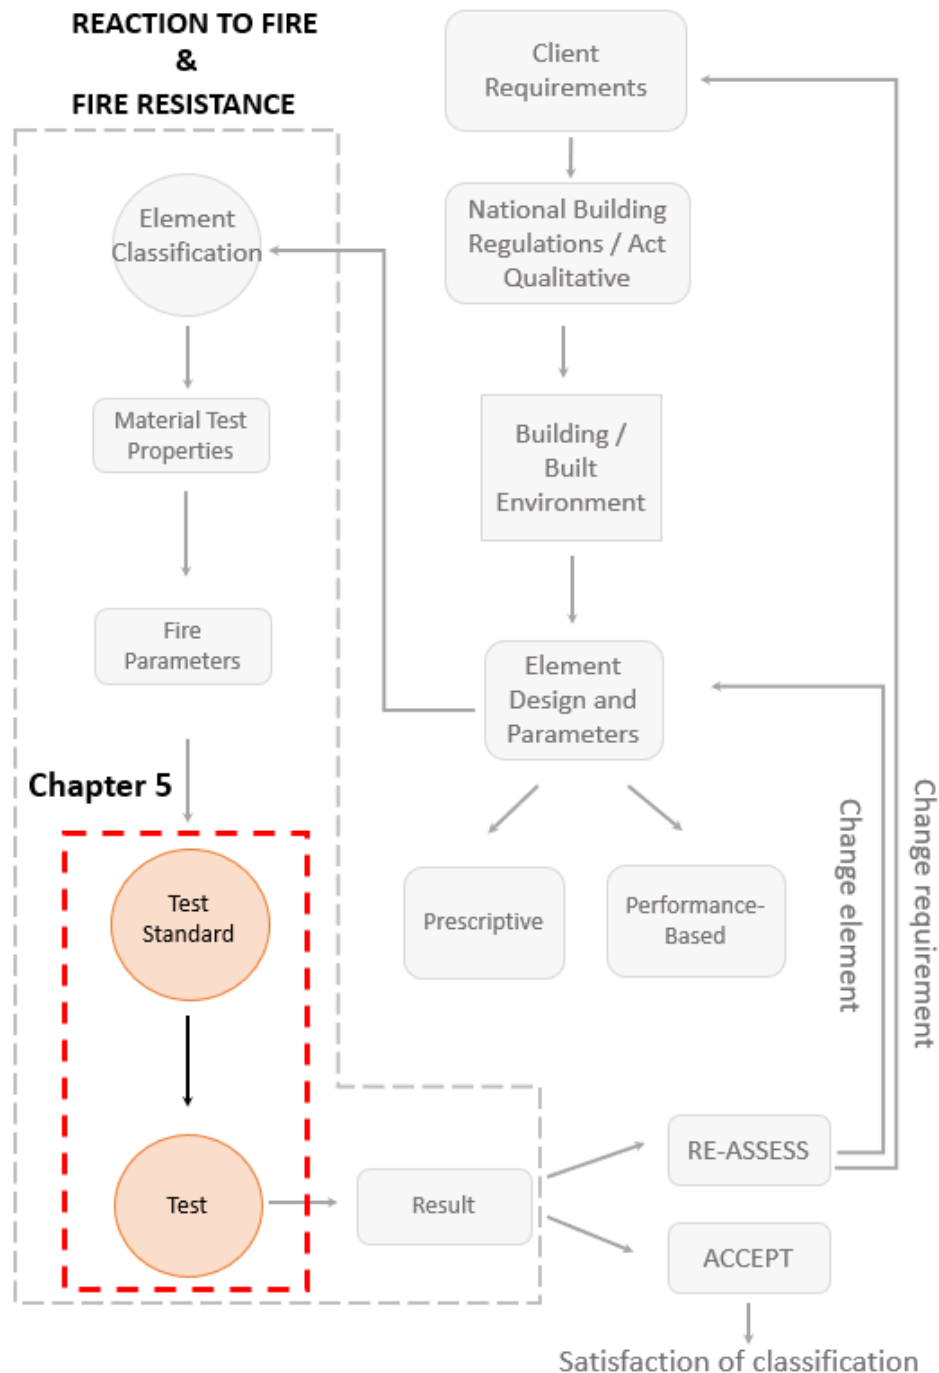 REACTION TO FIRE
&
FIRE RESISTANCE
Client
Requirements
National Building
Regulations / Act
Qualitative
Building /
Built
Environment
Element
Design and
Parameters
Prescriptive
Performance-
Based
Element
Classification
Material Test
Properties
Fire
Parameters
Chapter 5
Test
Standard
Test
Result
RE-ASSESS
ACCEPT
Satisfaction of classification
Change element
Change requirement